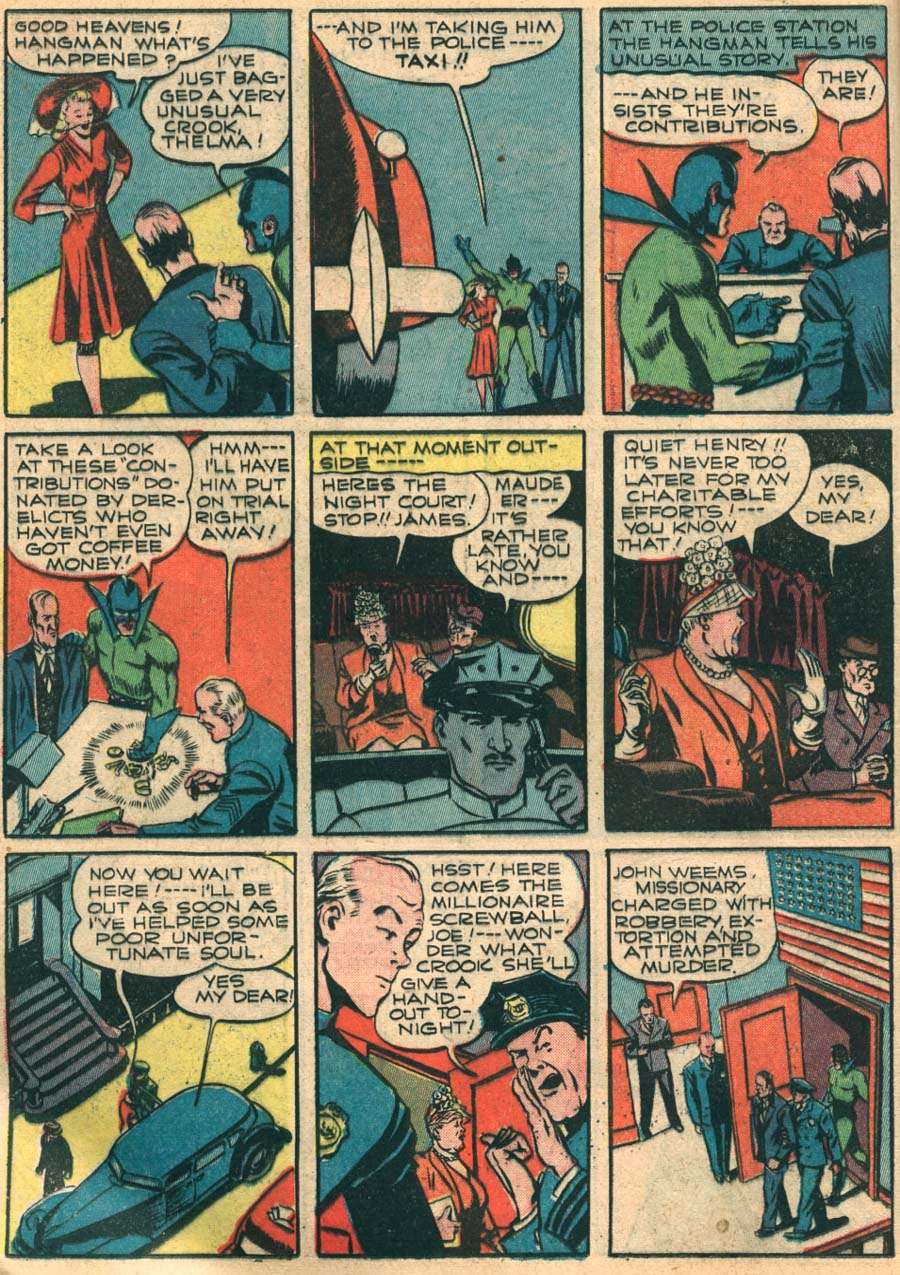 GOOD HEAVENS!
HANGMAN WHAT'S
HAPPENED?
I'VE
JUST BAG-
GED A VERY
UNUSUAL
CROOK,
THELMA!
---AND I'M TAKING HIM
TO THE POLICE ----
TAXI!!
AT THE POLICE STATION
THE HANGMAN TELLS HIS
UNUSUAL STORY.
---AND HE IN-
SISTS THEY'RE
CONTRIBUTIONS.
THEY
ARE!
TAKE A LOOK
AT THESE "CON-
TRIBUTIONS" DO-
NATED BY DER-
ELICTS WHO
HAVEN'T EVEN
GOT COFFEE
MONEY!
HMM---
I'LL HAVE
HIM PUT
ON TRIAL
RIGHT
AWAY!
AT THAT MOMENT OUT-
SIDE -----
HERES THE
NIGHT COURT!
STOP!! JAMES.
MAUDE
ER---
IT'S
RATHER
LATE, YOU
KNOW
AND----
QUIET HENRY!!
IT'S NEVER TOO
LATER FOR MY
CHARITABLE
EFFORTS!---
YOU KNOW
THAT!
YES,
MY
DEAR!
NOW YOU WAIT
HERE!----I'LL BE
OUT AS SOON AS
I'VE HELPED SOME
POOR UNFOR-
TUNATE SOUL.
YES
MY DEAR!
HSST! HERE
COMES THE
MILLIONAIRE
SCREWBALL,
JOE!---WON-
DER WHAT
CROOK SHE'LL
GIVE A
HAND-
OUT TO-
NIGHT!
JOHN WEEMS,
MISSIONARY
CHARGED WITH
ROBBERY, EX-
TORTION AND
ATTEMPTED
MURDER.